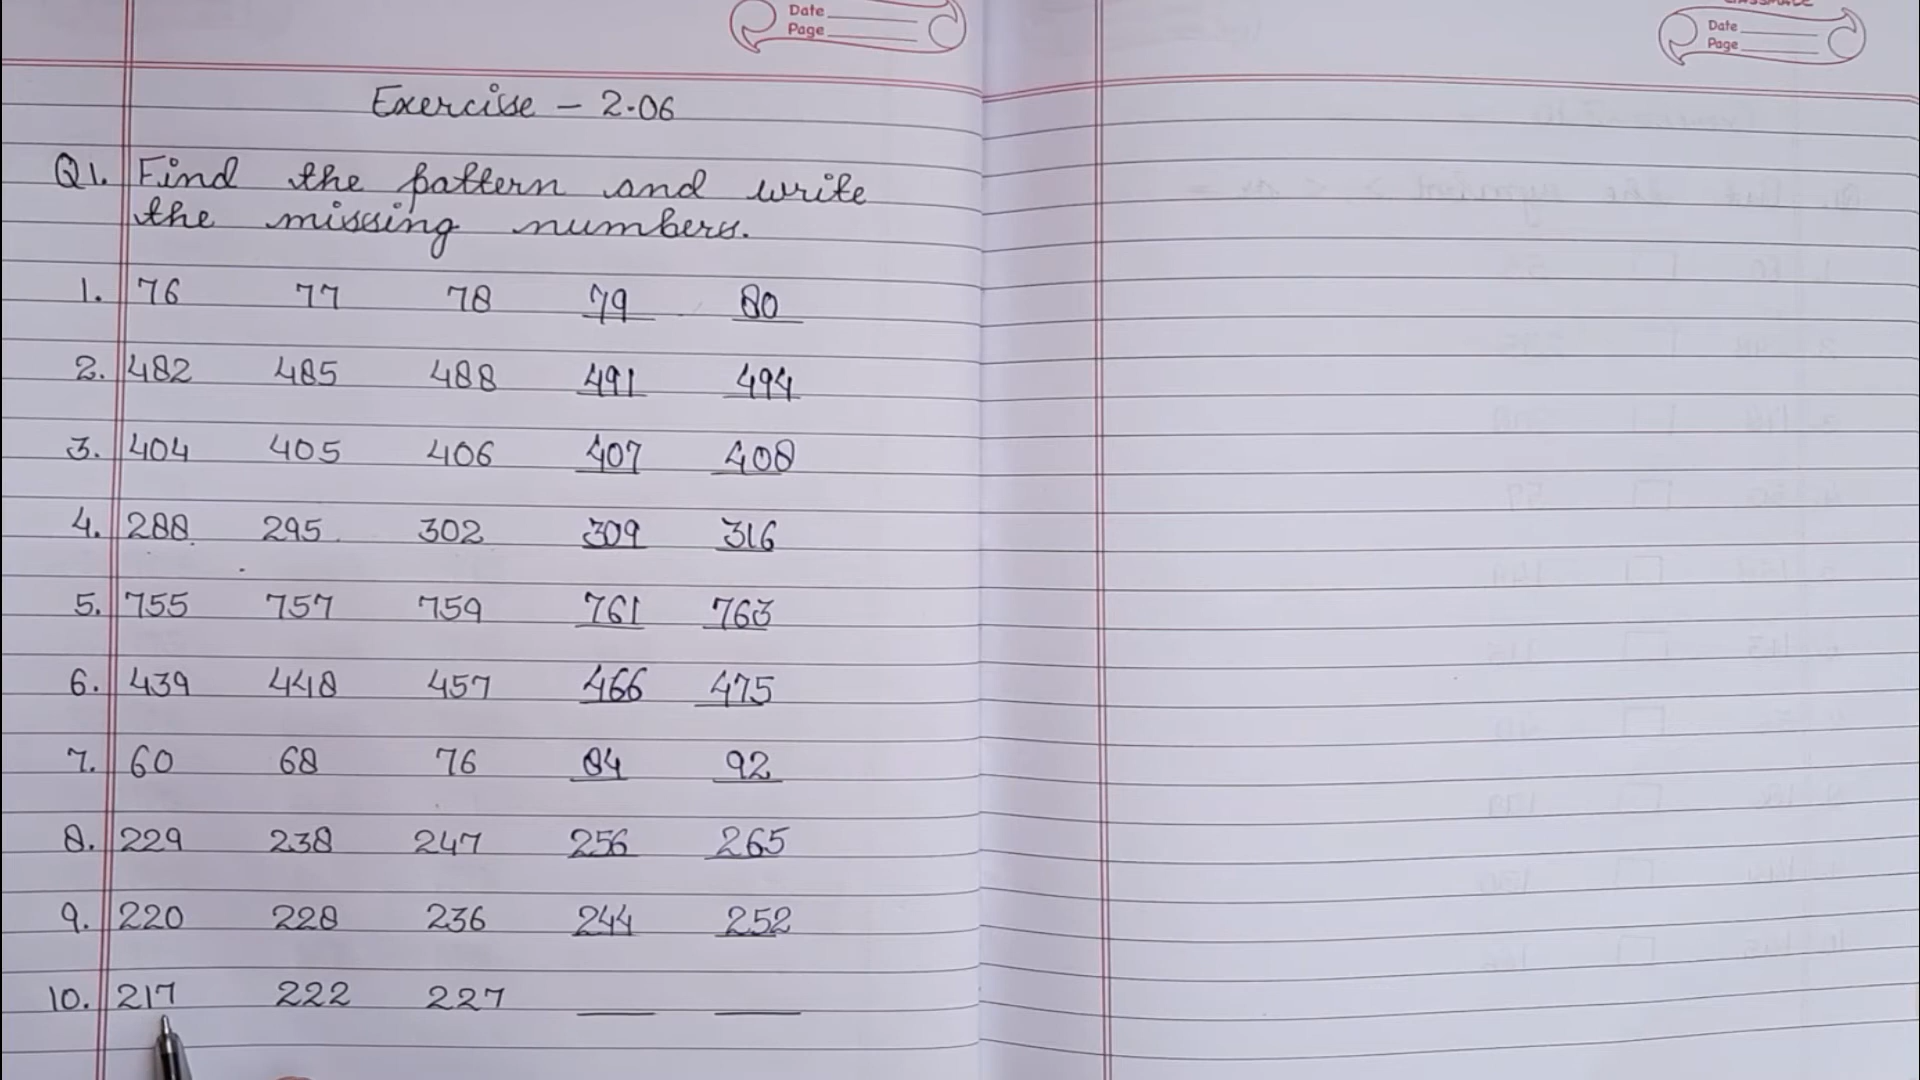 Date
Page
Date
Page
Exercise - 2.06
Q1. Find the pattern and write
the missing numbers.
1. 76 77 78 79 80
2. 482 485 488 491 494
3. 404 405 406 407 408
4. 288 295 302 309 316
5. 755 757 759 761 763
6. 439 448 457 466 475
7. 60 68 76 84 92
8. 229 238 247 256 265
9. 220 228 236 244 252
10. 217 222 227